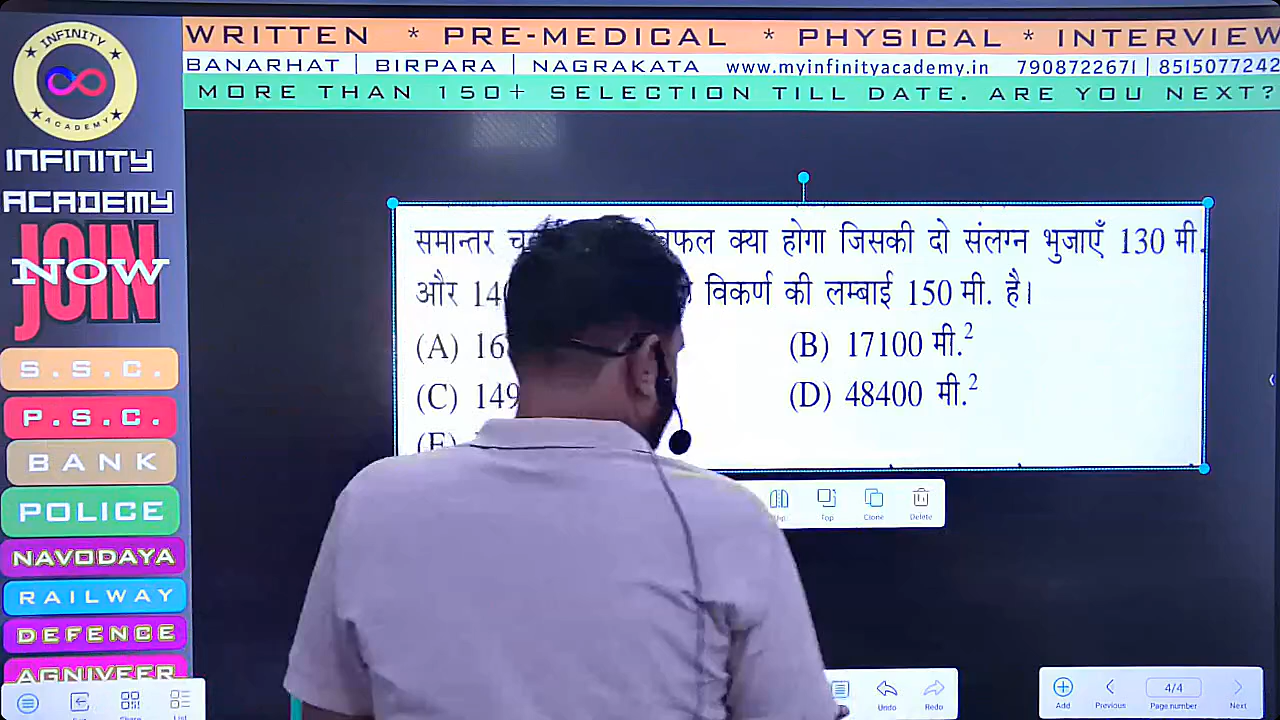 WRITTEN * PRE-MEDICAL * PHYSICAL * INTERVIEW
BANARHAT | BIRPARA | NAGRAKATA www.myinfinityacademy.in 7908722671 | 8515077242
MORE THAN 150+ SELECTION TILL DATE. ARE YOU NEXT?
INFINITY
ACADEMY
INFINITY
ACADEMY
JOIN
NOW
S.S.C.
P.S.C.
BANK
POLICE
NAVODAYA
RAILWAY
DEFENCE
AGNIVEER
समान्तर क्या होगा जिसकी दो संलग्न भुजाएँ 130 मी.
और विकर्ण की लम्बाई 150 मी. है।
(A) (B) 17100 मी.²
(C) (D) 48400 मी.²
Top Clone Delete
List
Undo Redo
Add Previous 4/4 Page number Next